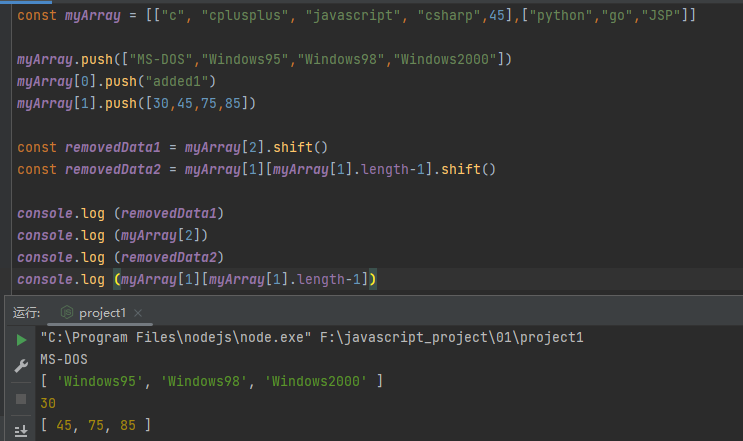 const myArray = [["c", "cplusplus", "javascript", "csharp",45],["python","go","JSP"]]
myArray.push(["MS-DOS","Windows95","Windows98","Windows2000"])
myArray[0].push("added1")
myArray[1].push([30,45,75,85])
const removedData1 = myArray[2].shift()
const removedData2 = myArray[1][myArray[1].length-1].shift()
console.log (removedData1)
console.log (myArray[2])
console.log (removedData2)
console.log (myArray[1][myArray[1].length-1])
运行: project1
"C:\Program Files\nodejs\node.exe" F:\javascript_project\01\project1
MS-DOS
[ 'Windows95', 'Windows98', 'Windows2000' ]
30
[ 45, 75, 85 ]